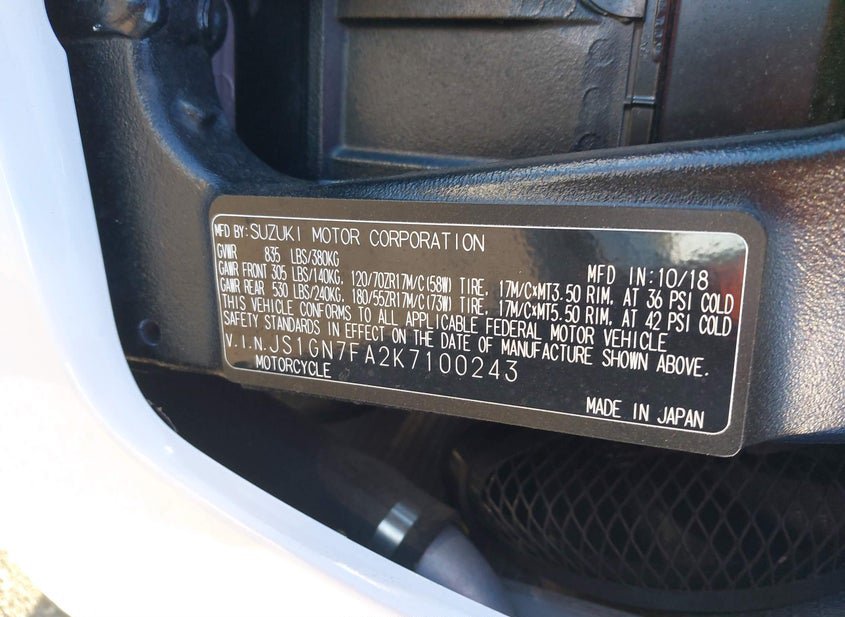 MFD BY: SUZUKI MOTOR CORPORATION
GVWR 835 LBS/380KG MFD IN:10/18
GAWR FRONT 305 LBS/140KG, 120/70ZR17M/C(58W) TIRE, 17M/C×MT3.50 RIM, AT 36 PSI COLD
GAWR REAR 530 LBS/240KG, 180/55ZR17M/C(73W) TIRE, 17M/C×MT5.50 RIM, AT 42 PSI COLD
THIS VEHICLE CONFORMS TO ALL APPLICABLE FEDERAL MOTOR VEHICLE
SAFETY STANDARDS IN EFFECT ON THE DATE OF MANUFACTURE SHOWN ABOVE.
V.I.N.JS1GN7FA2K7100243
MOTORCYCLE
MADE IN JAPAN